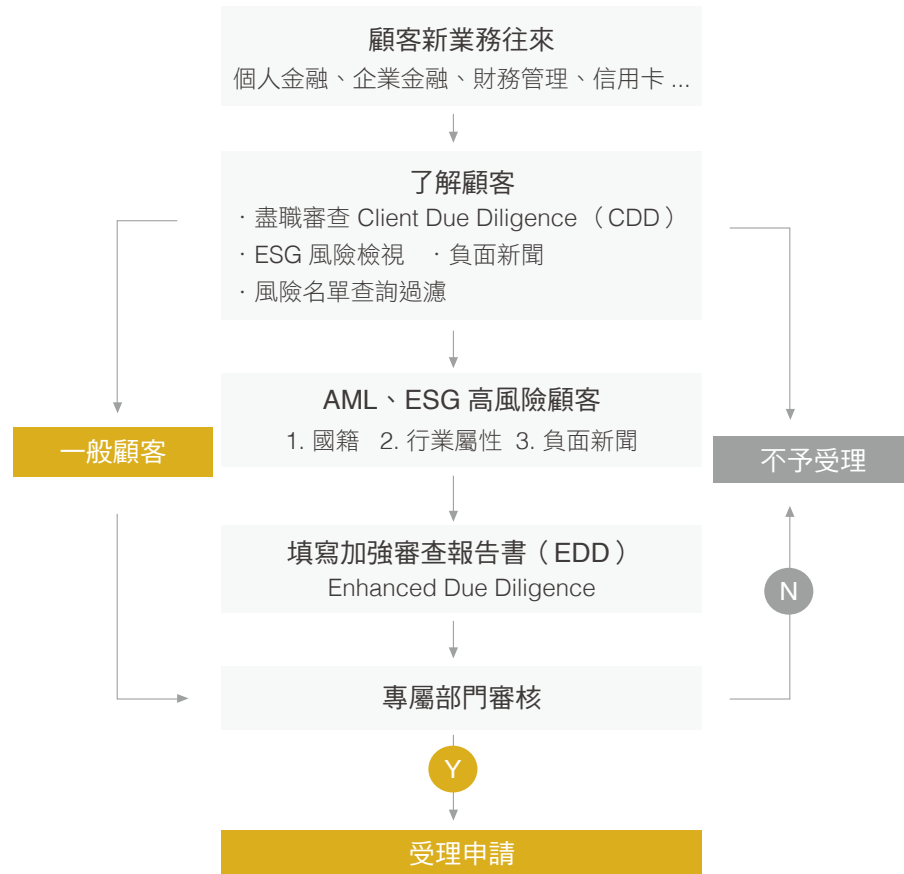 顧客新業務往來
個人金融、企業金融、財務管理、信用卡 ...
了解顧客
· 盡職審查 Client Due Diligence （CDD）
· ESG 風險檢視 · 負面新聞
· 風險名單查詢過濾
AML、ESG 高風險顧客
1. 國籍 2. 行業屬性 3. 負面新聞
一般顧客
不予受理
填寫加強審查報告書（EDD）
Enhanced Due Diligence
N
專屬部門審核
Y
受理申請